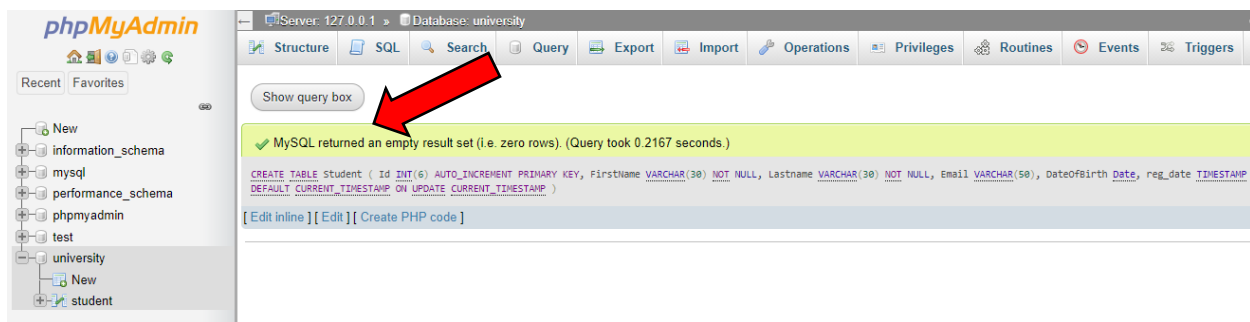 phpMyAdmin
Recent Favorites
New
information_schema
mysql
performance_schema
phpmyadmin
test
university
New
student
Server: 127.0.0.1 » Database: university
Structure SQL Search Query Export Import Operations Privileges Routines Events Triggers
Show query box
MySQL returned an empty result set (i.e. zero rows). (Query took 0.2167 seconds.)
CREATE TABLE Student ( Id INT(6) AUTO_INCREMENT PRIMARY KEY, FirstName VARCHAR(30) NOT NULL, Lastname VARCHAR(30) NOT NULL, Email VARCHAR(50), DateOfBirth Date, reg_date TIMESTAMP
DEFAULT CURRENT_TIMESTAMP ON UPDATE CURRENT_TIMESTAMP )
[ Edit inline ] [ Edit ] [ Create PHP code ]